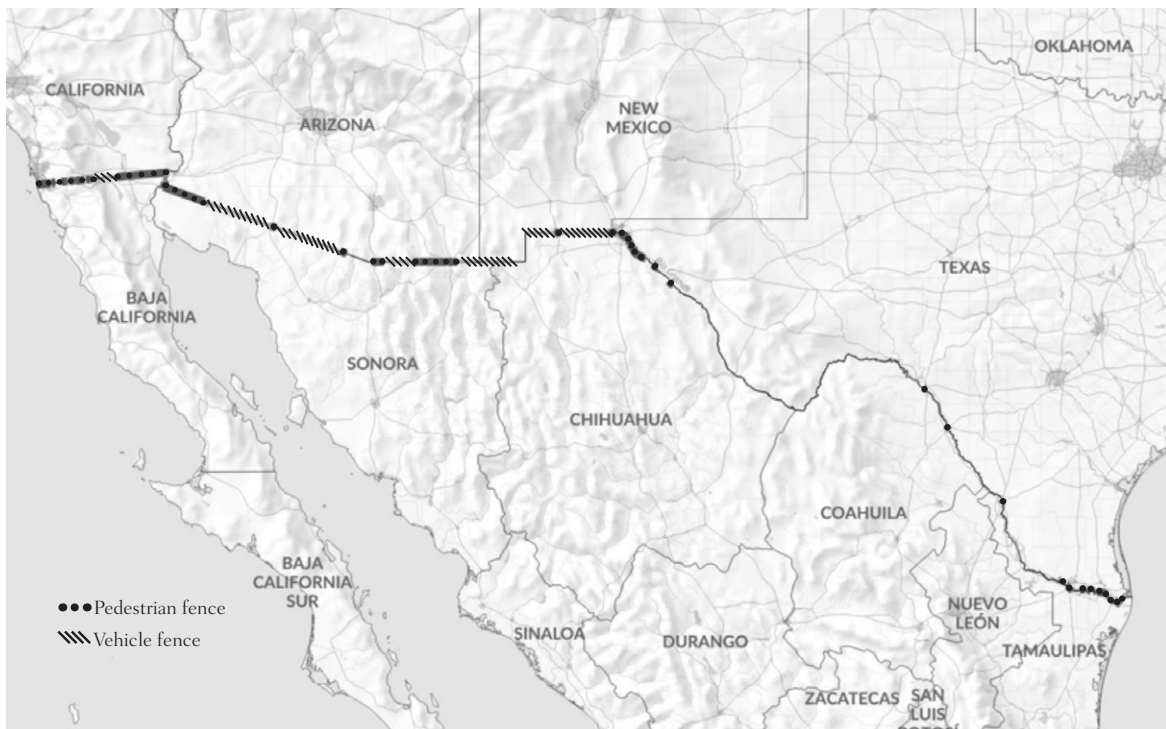 OKLAHOMA
CALIFORNIA
NEW
MEXICO
ARIZONA
TEXAS
BAJA
CALIFORNIA
SONORA
CHIHUAHUA
COAHUILA
BAJA
CALIFORNIA
SUR
Pedestrian fence
Vehicle fence
NUEVO
LEÓN
SINALOA
DURANGO
TAMAULIPAS
ZACATECAS
SAN
LUIS